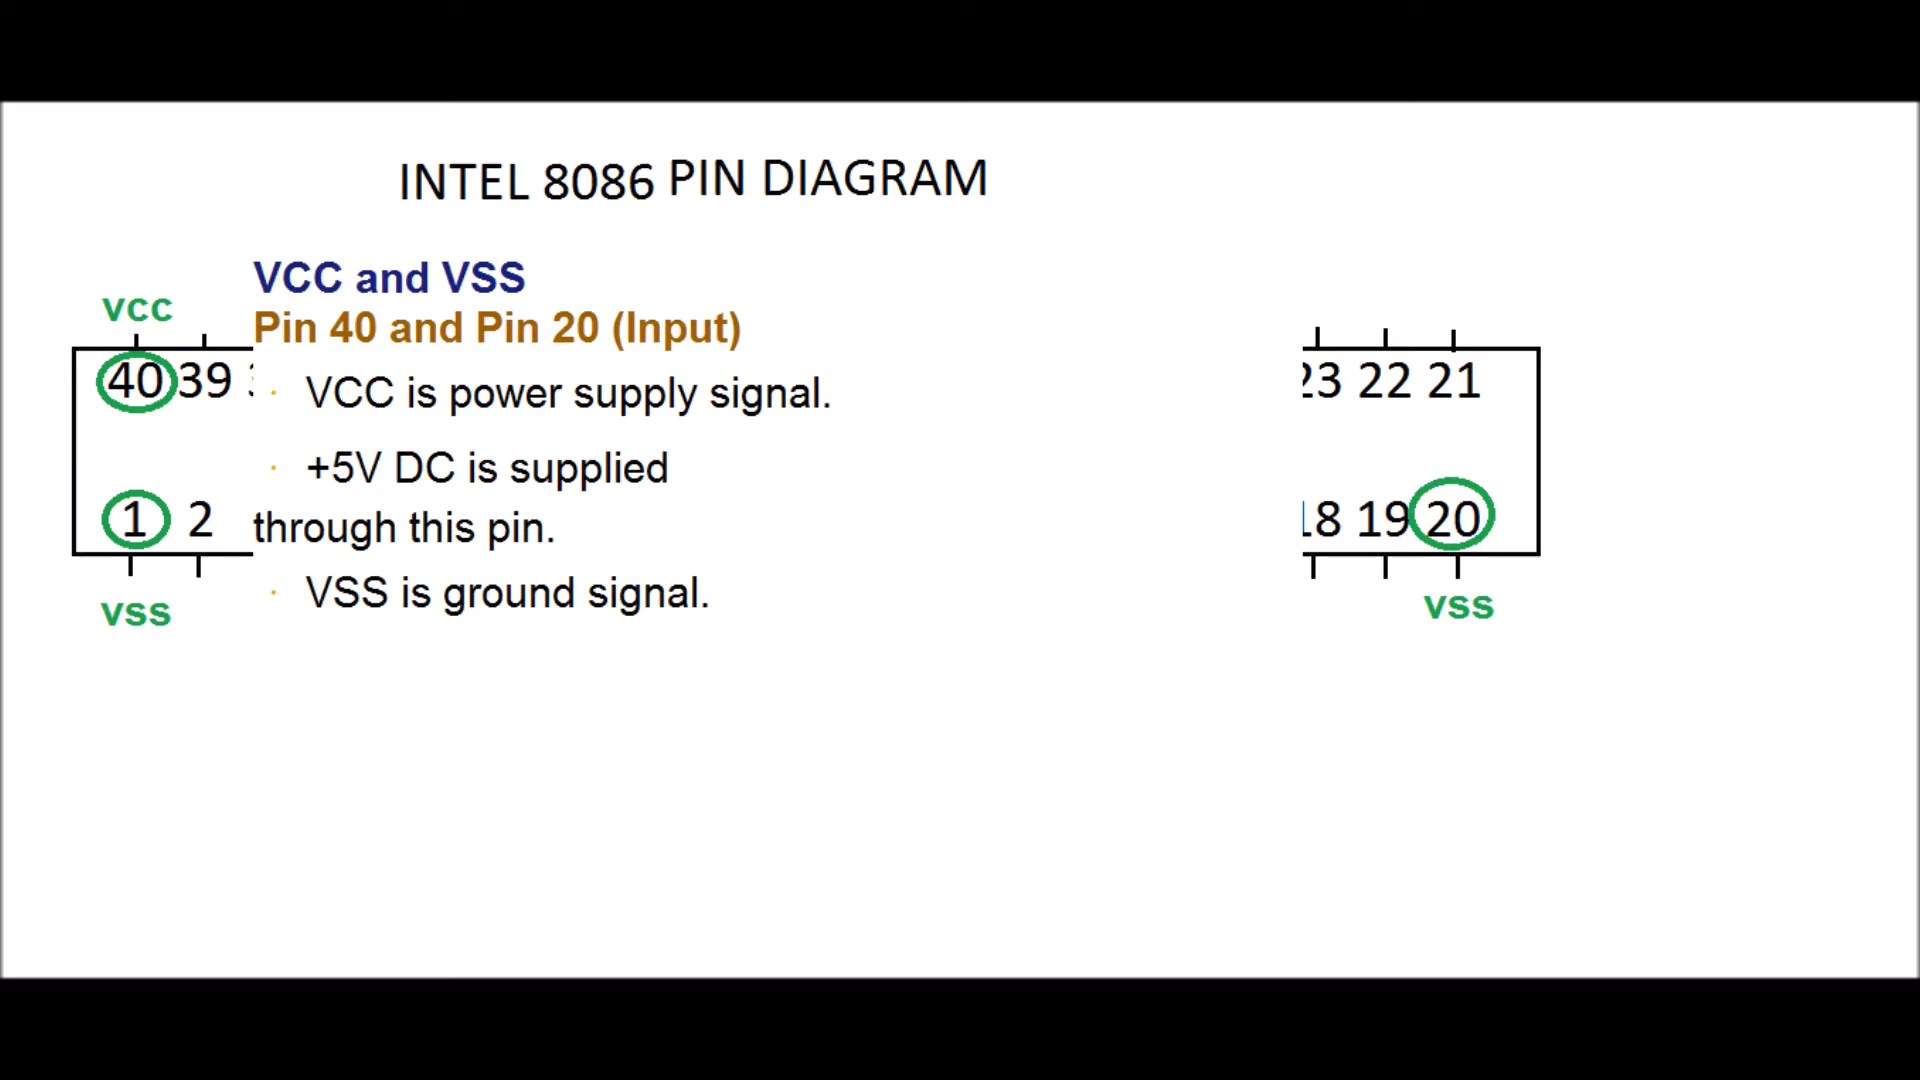 INTEL 8086 PIN DIAGRAM
VCC and VSS
Pin 40 and Pin 20 (Input)
· VCC is power supply signal.
· +5V DC is supplied
through this pin.
· VSS is ground signal.
vcc
40 39
1 2
vss
23 22 21
18 19 20
vss